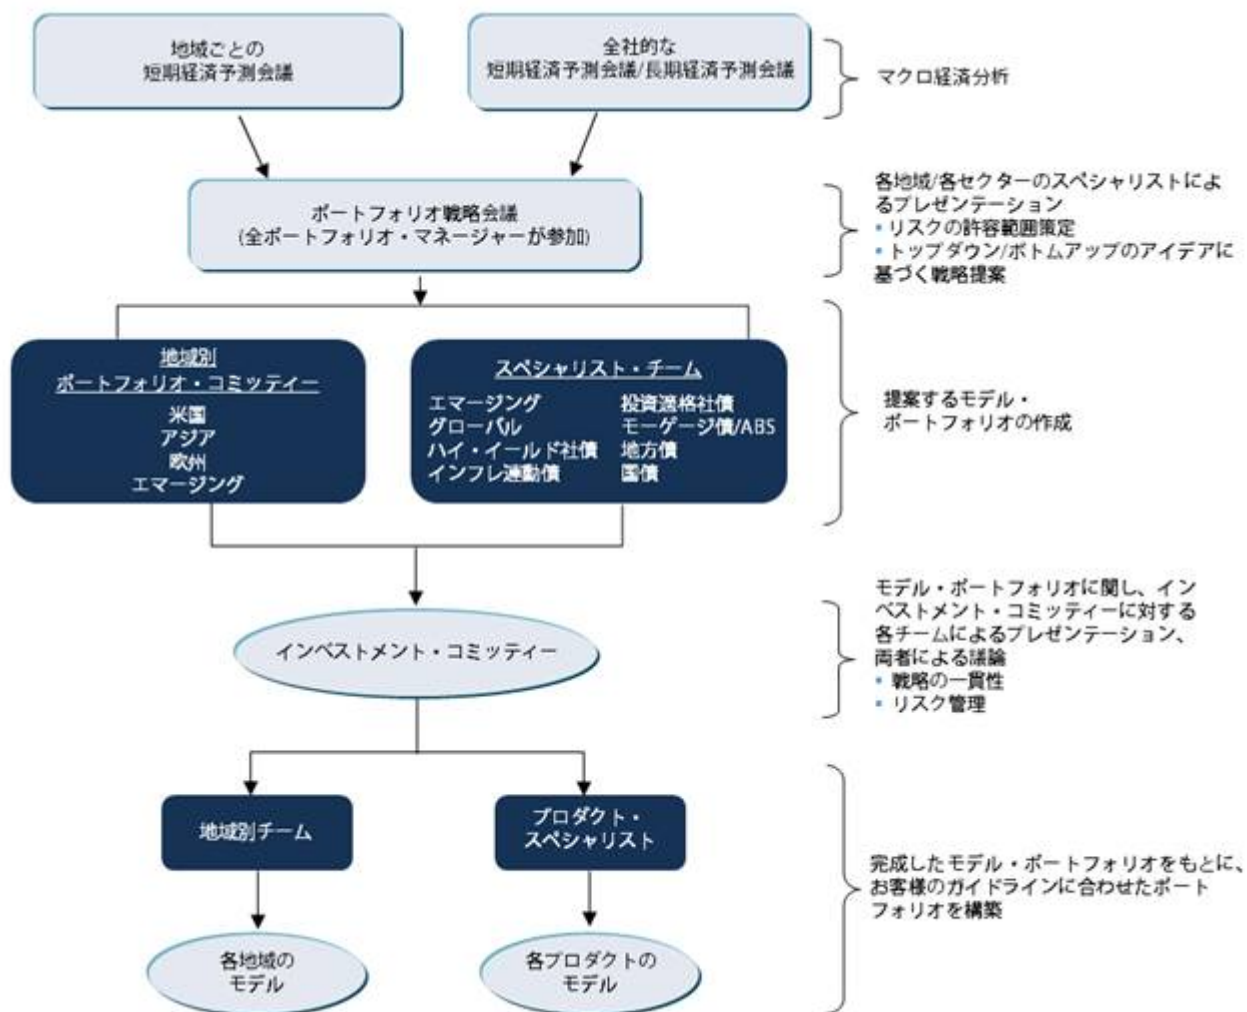 地域ごとの
短期経済予測会議
全社的な
短期経済予測会議/長期経済予測会議
マクロ経済分析
ポートフォリオ戦略会議
(全ポートフォリオ・マネージャーが参加)
各地域/各セクターのスペシャリストによ
るプレゼンテーション
▪ リスクの許容範囲策定
▪ トップダウン/ボトムアップのアイデアに
基づく戦略提案
地域別
ポートフォリオ・コミッティー
米国
アジア
欧州
エマージング
スペシャリスト・チーム
エマージング 投資適格社債
グローバル モーゲージ債/ABS
ハイ・イールド社債 地方債
インフレ連動債 国債
提案するモデル・
ポートフォリオの作成
インベストメント・コミッティー
モデル・ポートフォリオに関し、イン
ベストメント・コミッティーに対する
各チームによるプレゼンテーション、
両者による議論
▪ 戦略の一貫性
▪ リスク管理
地域別チーム
プロダクト・
スペシャリスト
完成したモデル・ポートフォリオをもとに、
お客様のガイドラインに合わせたポート
フォリオを構築
各地域の
モデル
各プロダクトの
モデル